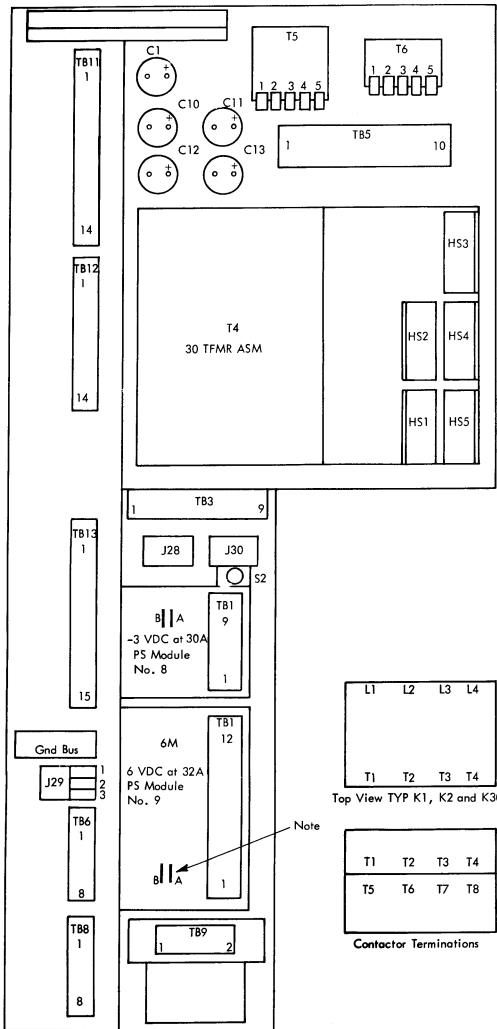 T5
T6
C1
1 2 3 4 5
1 2 3 4 5
TB11
1
14
+
C10
C11
+
+
C12
C13
+
+
TB5
1 10
TB12
1
14
T4
30 TFMR ASM
HS3
HS2
HS4
HS1
HS5
TB3
1 9
TB13
1
15
J28
J30
S2
B A
-3 VDC at 30A
PS Module
No. 8
TB1
9
1
Gnd Bus
J29
1
2
3
6M
6 VDC at 32A
PS Module
No. 9
TB1
12
1
B A
Note
TB6
1
8
TB8
1
8
TB9
1 2
L1 L2 L3 L4
T1 T2 T3 T4
Top View TYP K1, K2 and K3
T1 T2 T3 T4
T5 T6 T7 T8
Contactor Terminations